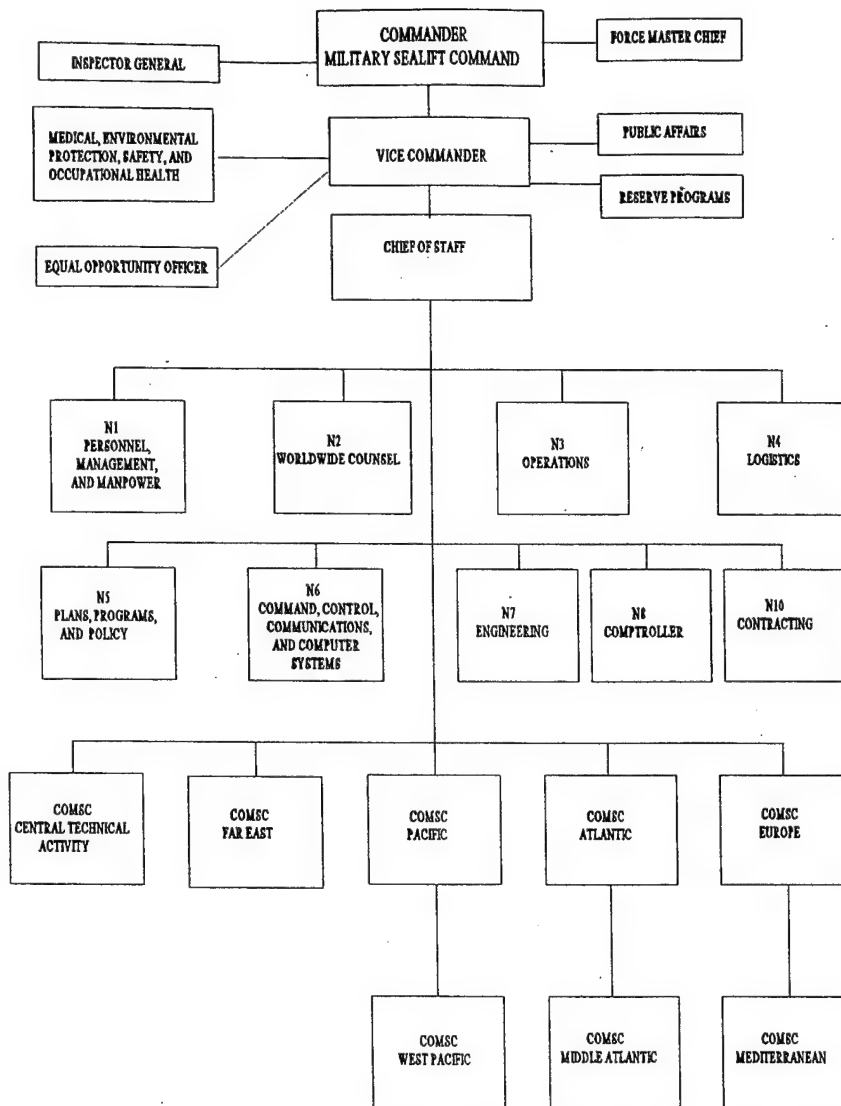 COMMANDER
MILITARY SEALIFT COMMAND
FORCE MASTER CHIEF
INSPECTOR GENERAL
MEDICAL, ENVIRONMENTAL
PROTECTION, SAFETY, AND
OCCUPATIONAL HEALTH
VICE COMMANDER
PUBLIC AFFAIRS
RESERVE PROGRAMS
EQUAL OPPORTUNITY OFFICER
CHIEF OF STAFF
N1
PERSONNEL,
MANAGEMENT,
AND MANPOWER
N2
WORLDWIDE COUNSEL
N3
OPERATIONS
N4
LOGISTICS
N5
PLANS, PROGRAMS,
AND POLICY
N6
COMMAND, CONTROL,
COMMUNICATIONS,
AND COMPUTER
SYSTEMS
N7
ENGINEERING
N8
COMPTROLLER
N10
CONTRACTING
COMSC
CENTRAL TECHNICAL
ACTIVITY
COMSC
FAR EAST
COMSC
PACIFIC
COMSC
ATLANTIC
COMSC
EUROPE
COMSC
WEST PACIFIC
COMSC
MIDDLE ATLANTIC
COMSC
MEDITERRANEAN